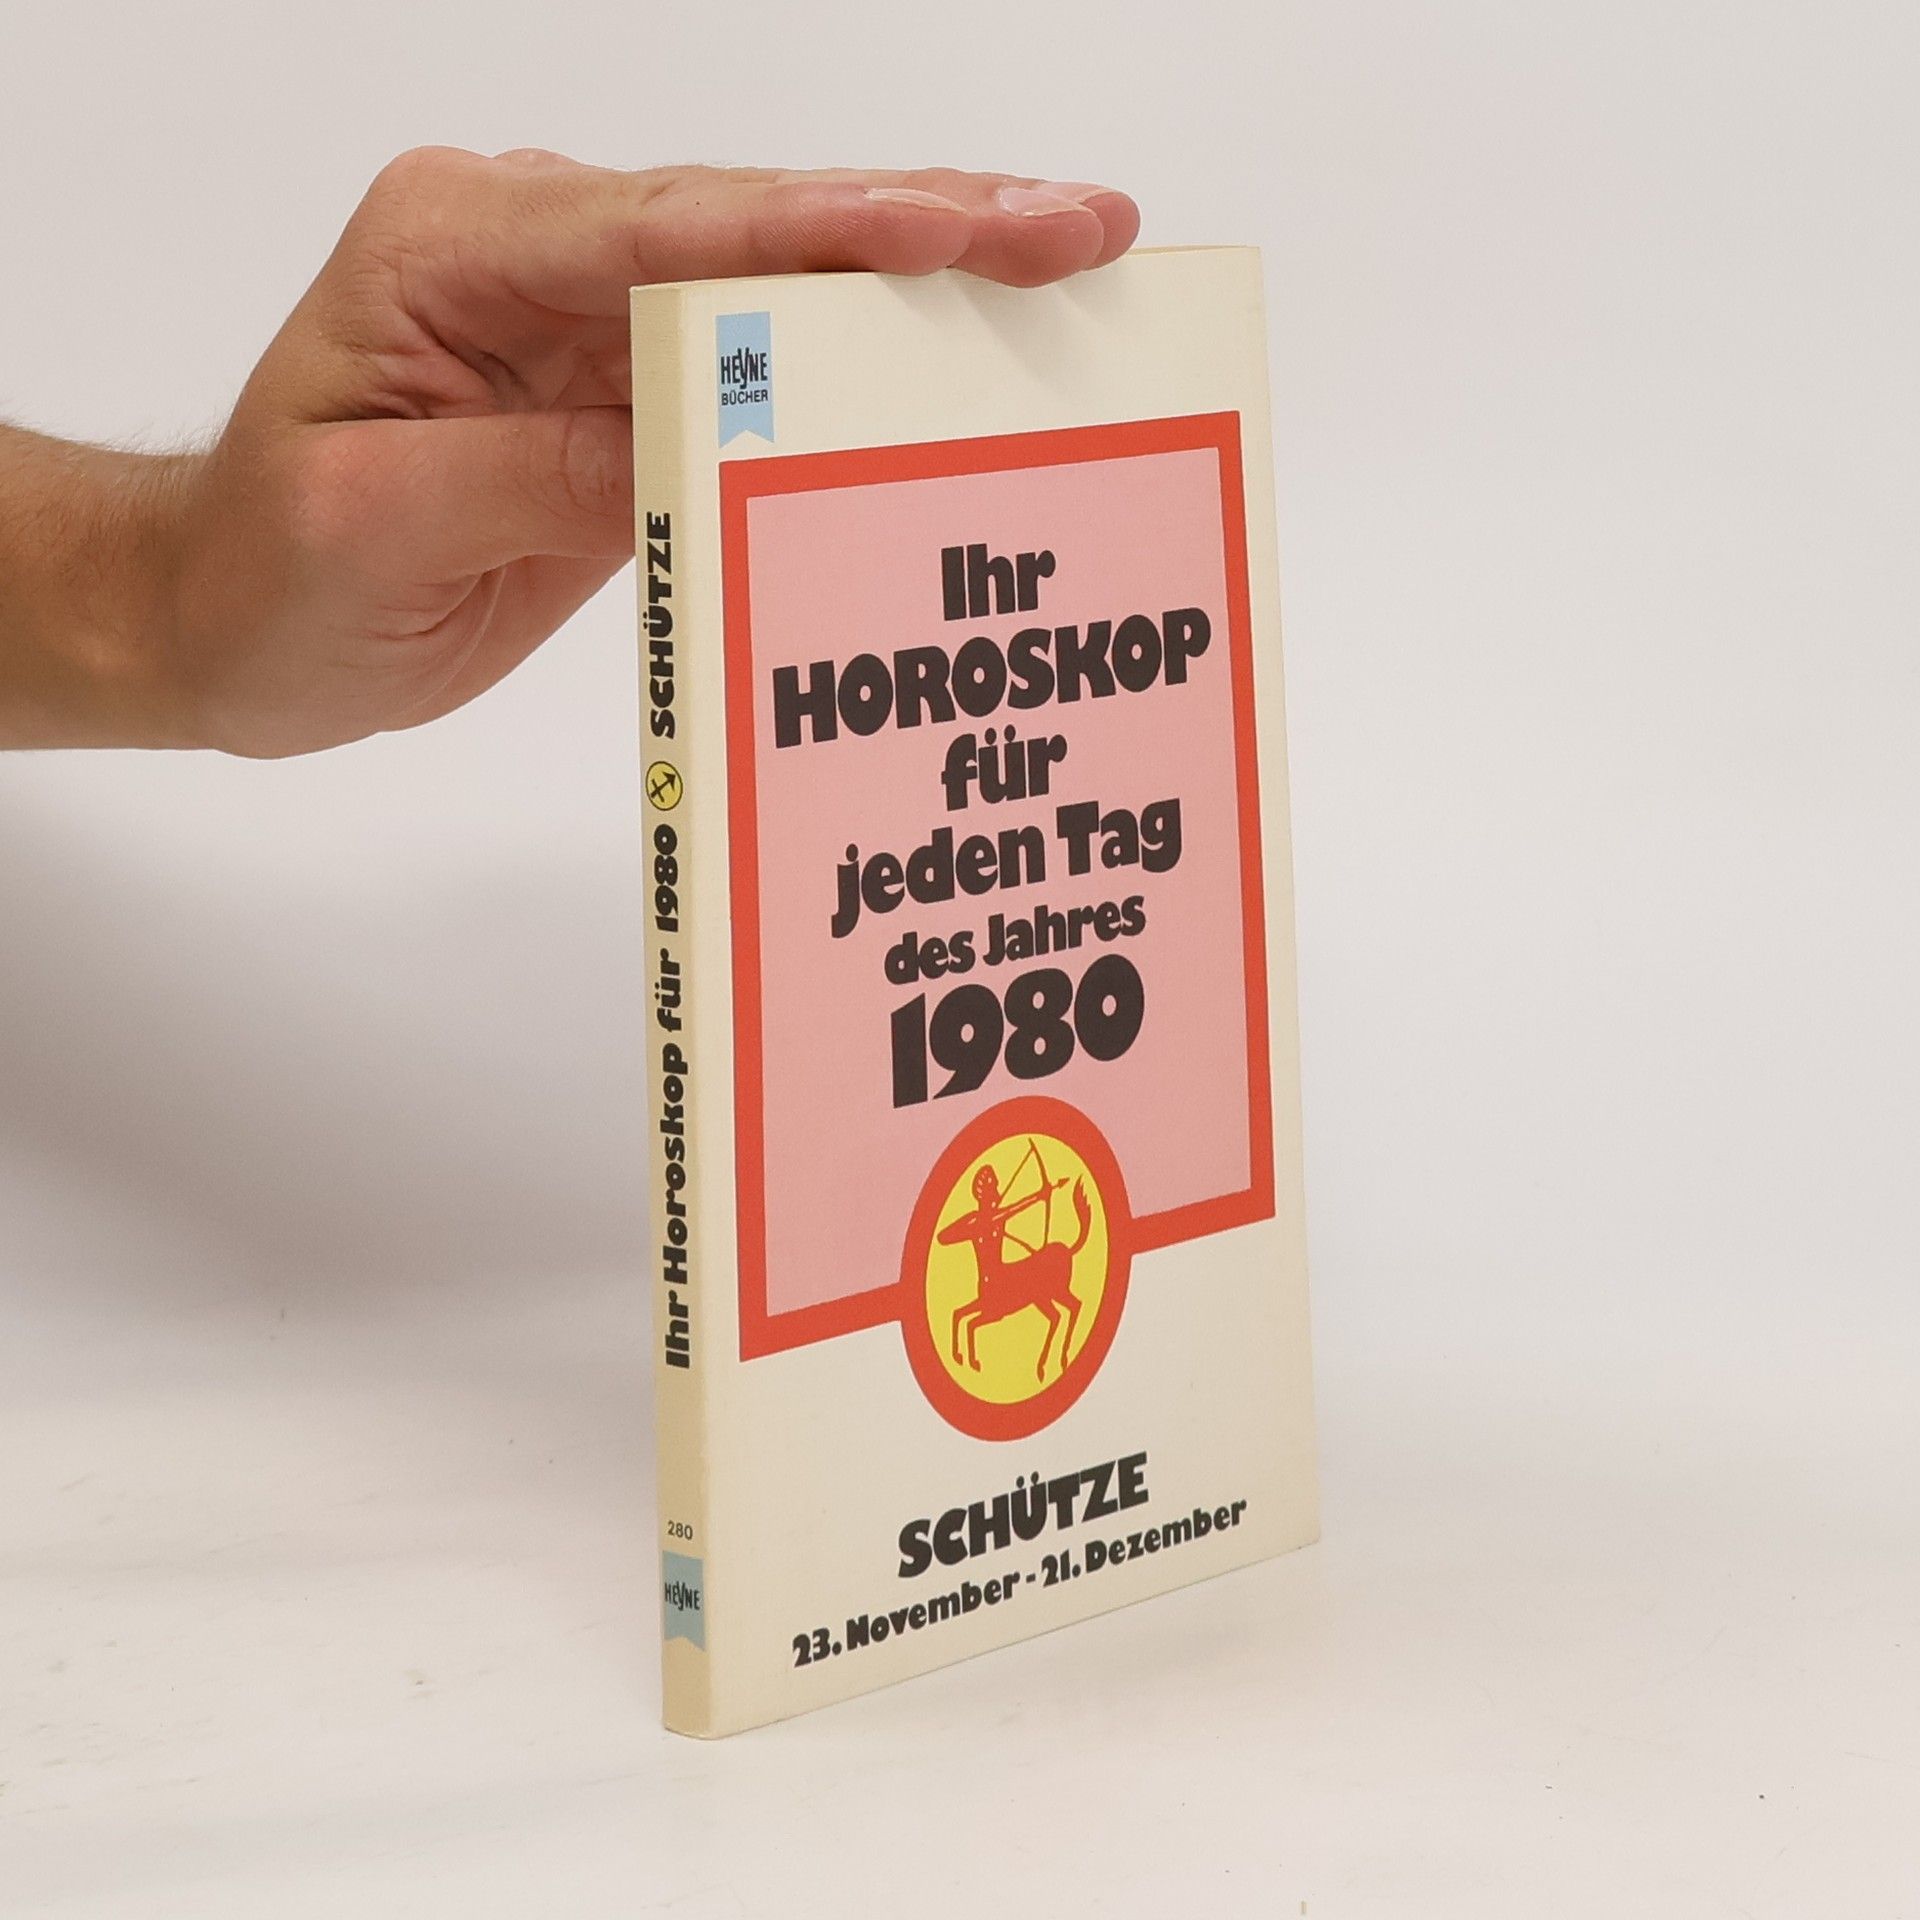 HEYNE
BÜCHER
Ihr
HOROSKOP
für
jeden Tag
des Jahres
1980
SCHÜTZE
23. November - 21. Dezember
Ihr Horoskop für 1980 SCHÜTZE
280
HEYNE